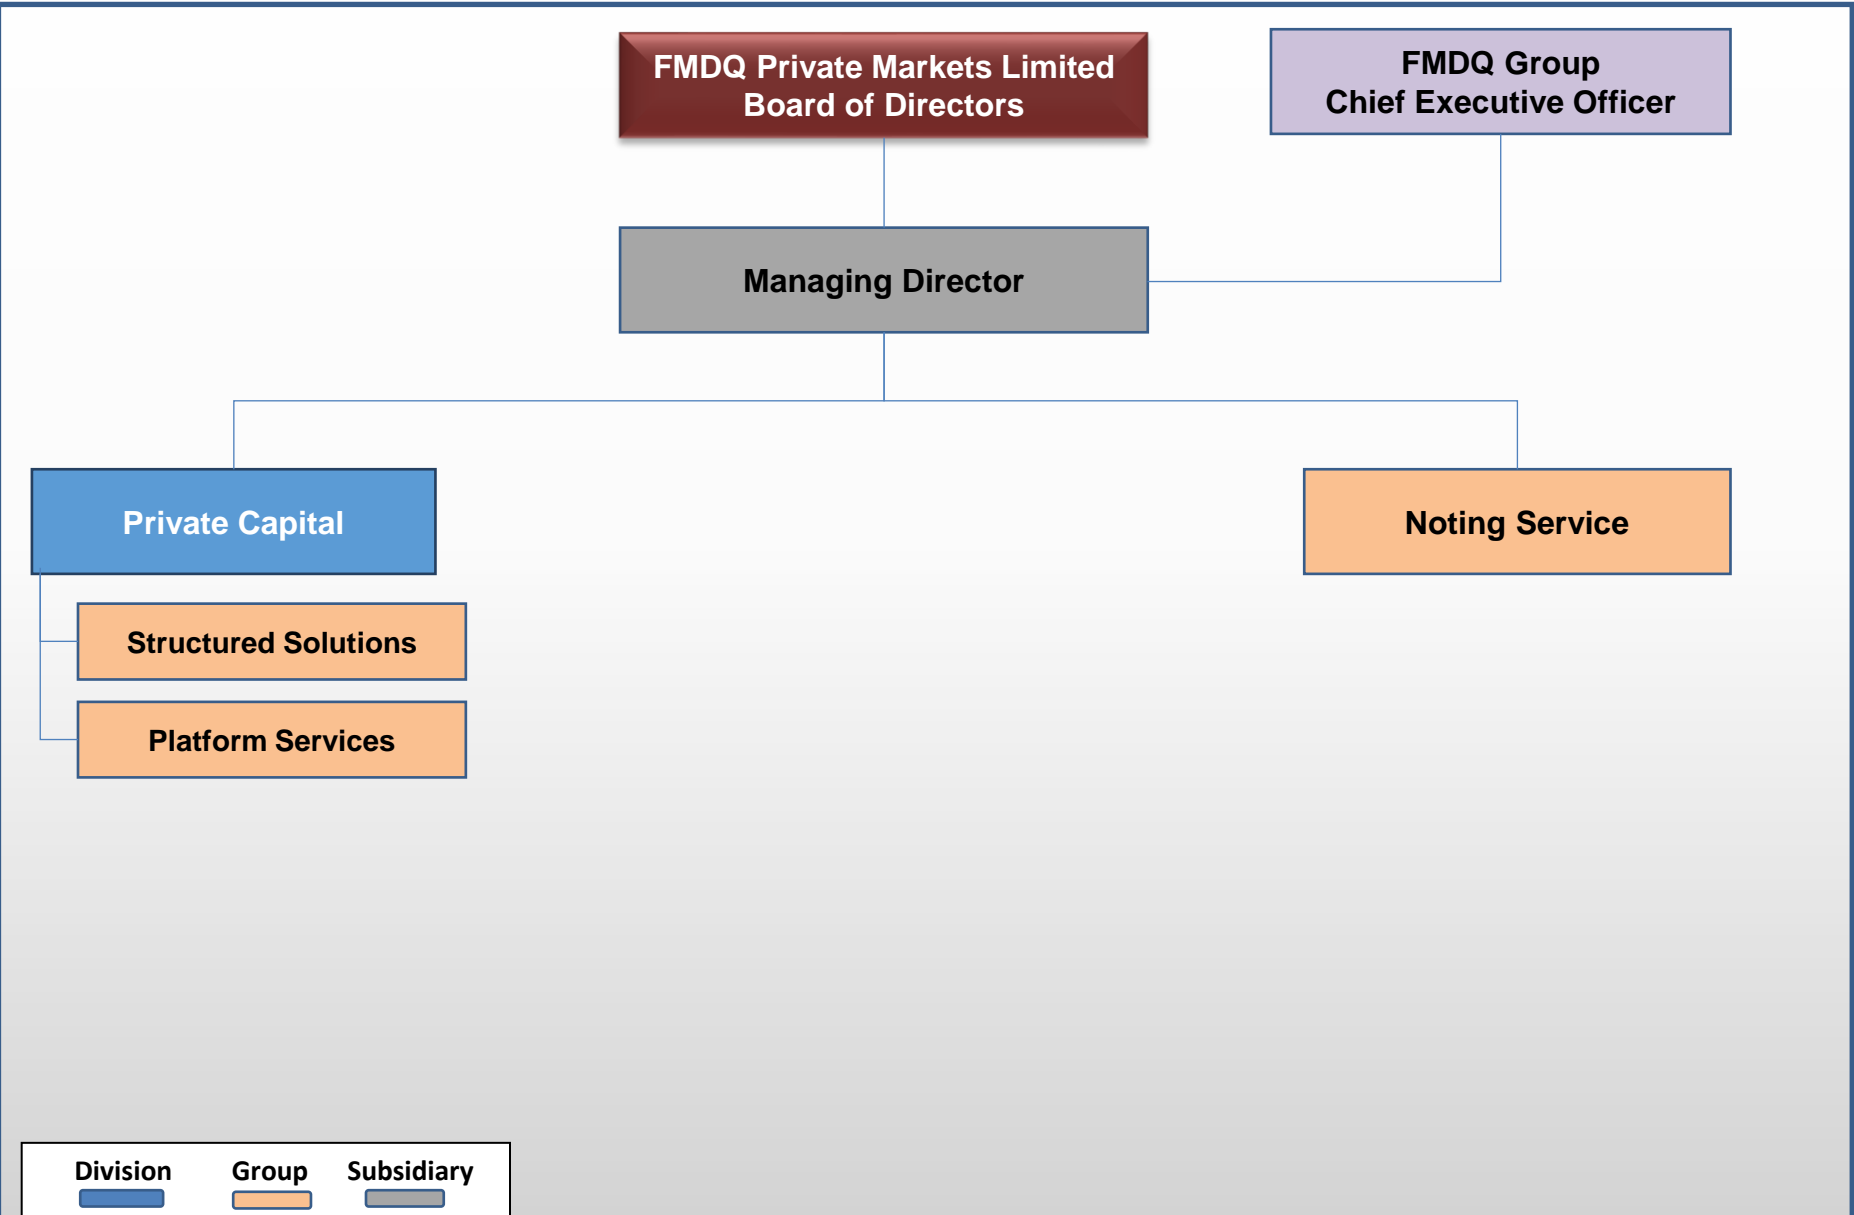 FMDQ Private Markets Limited
Board of Directors
FMDQ Group
Chief Executive Officer
Managing Director
Private Capital
Noting Service
Structured Solutions
Platform Services
Division Group Subsidiary